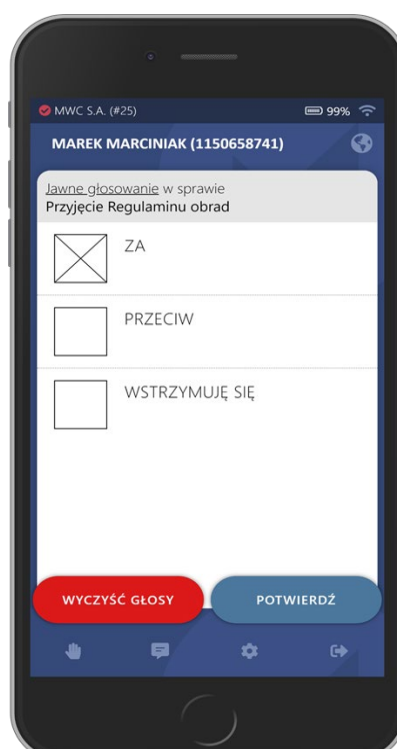 MWC S.A. (#25) 99%
MAREK MARCINIAK (1150658741)
Jawne głosowanie w sprawie
Przyjęcie Regulaminu obrad
ZA
PRZECIW
WSTRZYMUJĘ SIĘ
WYCZYŚĆ GŁOSY POTWIERDŹ